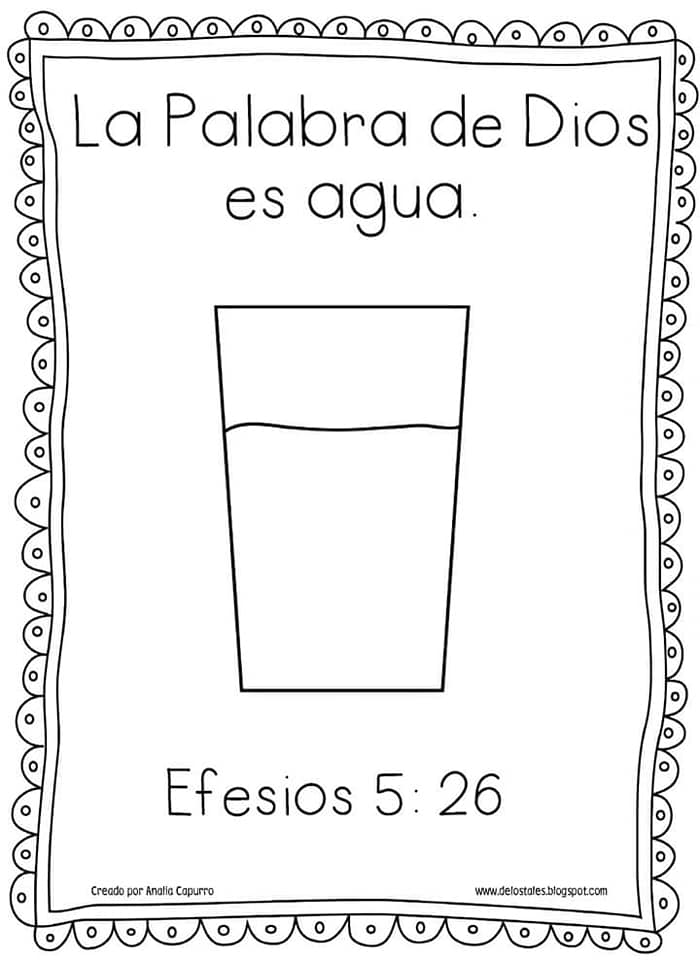 La Palabra de Dios
es agua.
Efesios 5: 26
Creado por Analia Capurro
www.delostales.blogspot.com